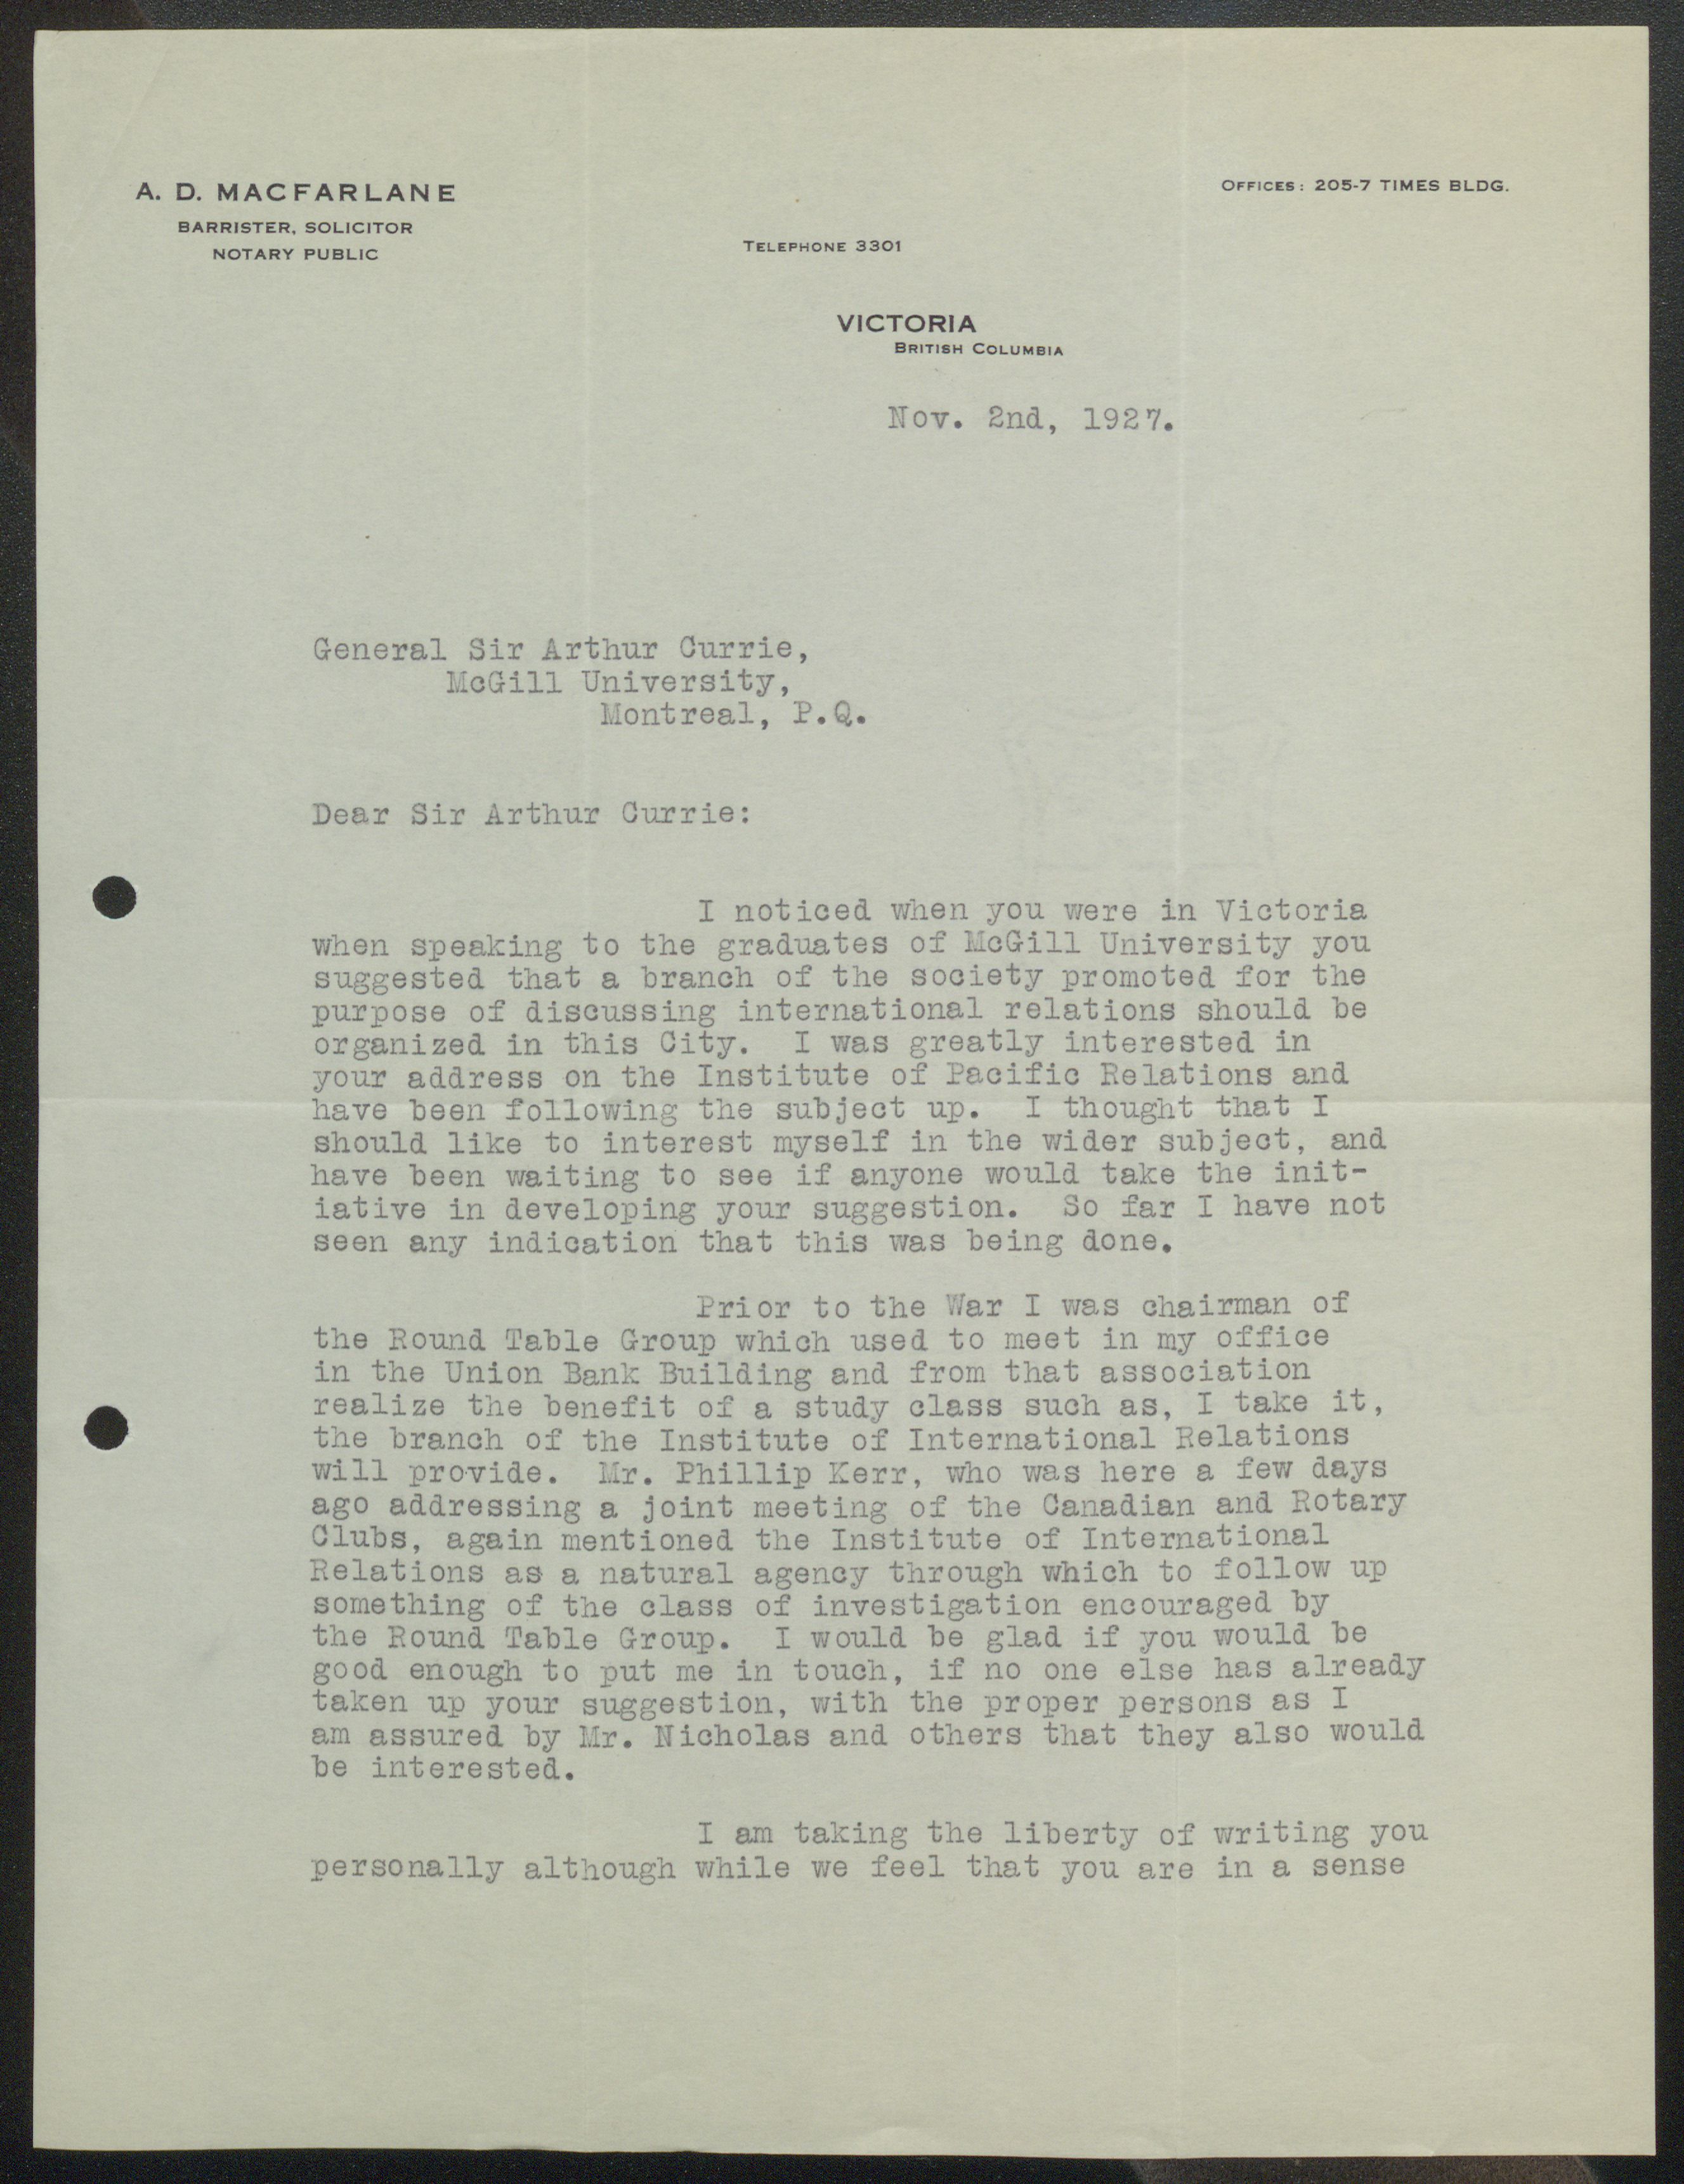 A. D. MACFARLANE
BARRISTER, SOLICITOR
NOTARY PUBLIC
OFFICES: 205-7 TIMES BLDG.
TELEPHONE 3301
VICTORIA
BRITISH COLUMBIA
Nov. 2nd, 1927.
General Sir Arthur Currie,
McGill University,
Montreal, P.Q.
Dear Sir Arthur Currie:
I noticed when you were in Victoria
when speaking to the graduates of McGill University you
suggested that a branch of the society promoted for the
purpose of discussing international relations should be
organized in this City. I was greatly interested in
your address on the Institute of Pacific Relations and
have been following the subject up. I thought that I
should like to interest myself in the wider subject, and
have been waiting to see if anyone would take the init-
iative in developing your suggestion. So far I have not
seen any indication that this was being done.
Prior to the War I was chairman of
the Round Table Group which used to meet in my office
in the Union Bank Building and from that association
realize the benefit of a study class such as, I take it,
the branch of the Institute of International Relations
will provide. Mr. Phillip Kerr, who was here a few days
ago addressing a joint meeting of the Canadian and Rotary
Clubs, again mentioned the Institute of International
Relations as a natural agency through which to follow up
something of the class of investigation encouraged by
the Round Table Group. I would be glad if you would be
good enough to put me in touch, if no one else has already
taken up your suggestion, with the proper persons as I
am assured by Mr. Nicholas and others that they also would
be interested.
I am taking the liberty of writing you
personally although while we feel that you are in a sense